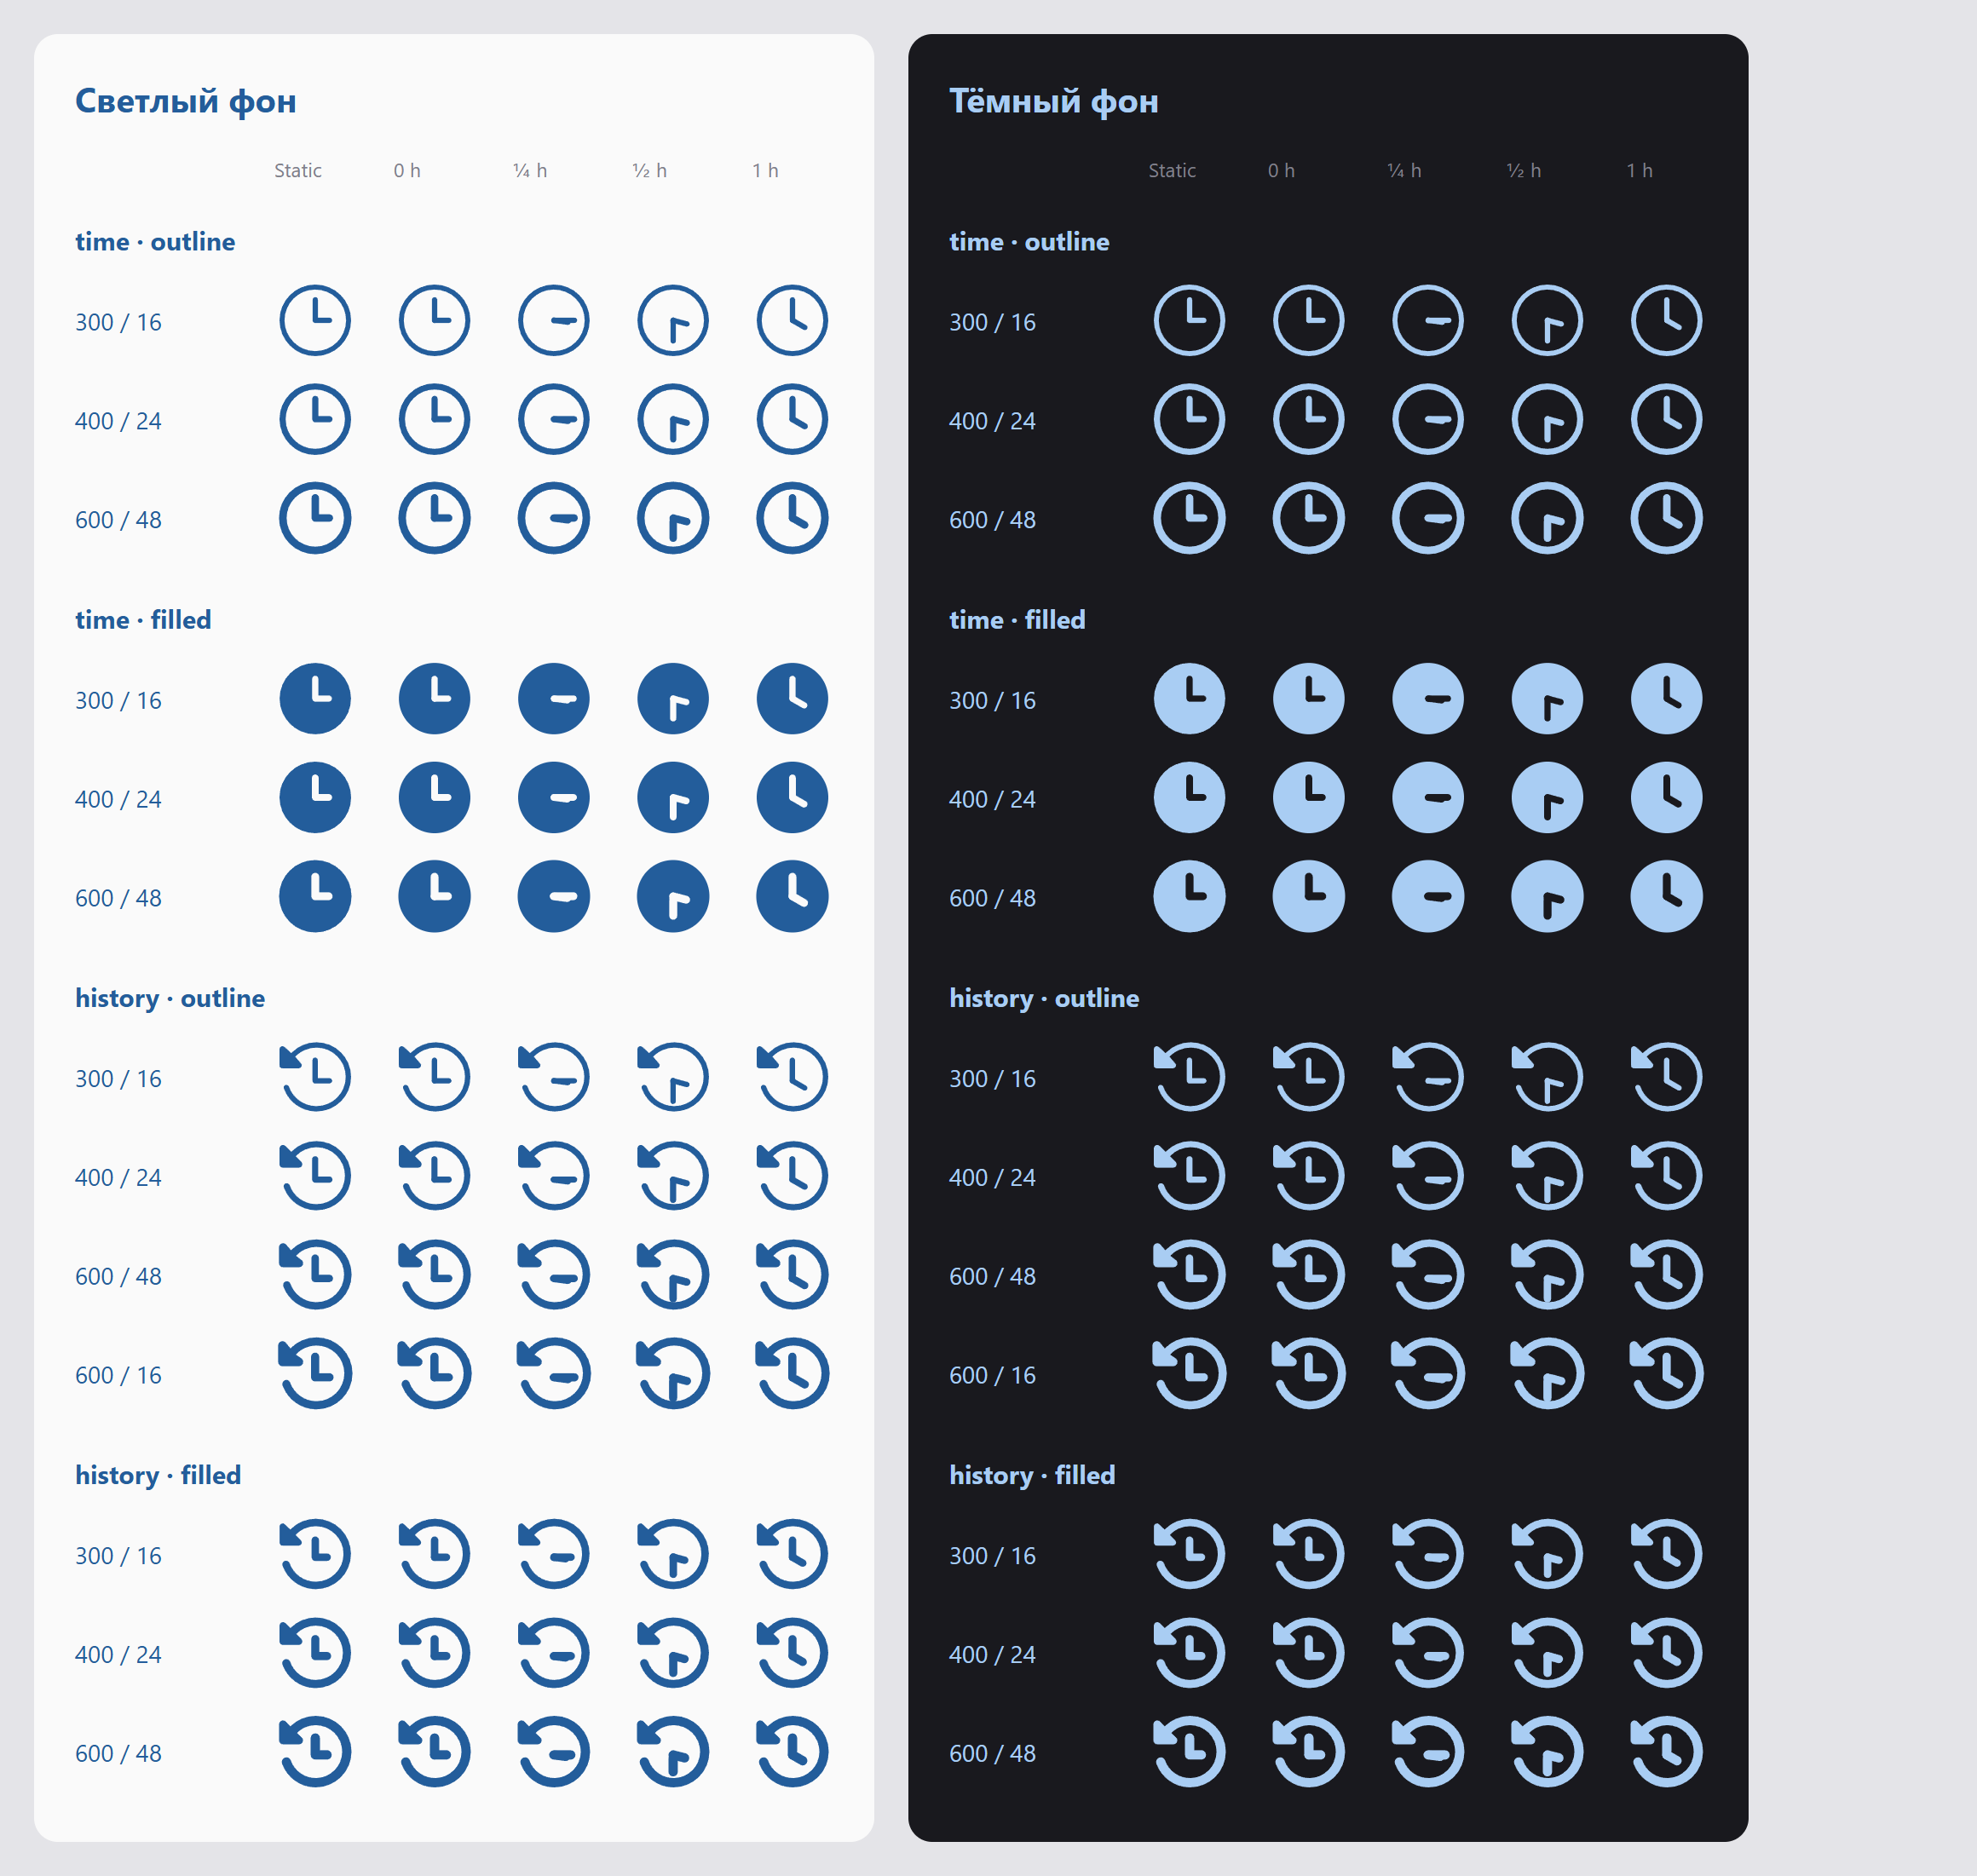 Светлый фон
Static 0 h ¼ h ½ h 1 h
time · outline
300 / 16
400 / 24
600 / 48
time · filled
300 / 16
400 / 24
600 / 48
history · outline
300 / 16
400 / 24
600 / 48
600 / 16
history · filled
300 / 16
400 / 24
600 / 48
Тёмный фон
Static 0 h ¼ h ½ h 1 h
time · outline
300 / 16
400 / 24
600 / 48
time · filled
300 / 16
400 / 24
600 / 48
history · outline
300 / 16
400 / 24
600 / 48
600 / 16
history · filled
300 / 16
400 / 24
600 / 48